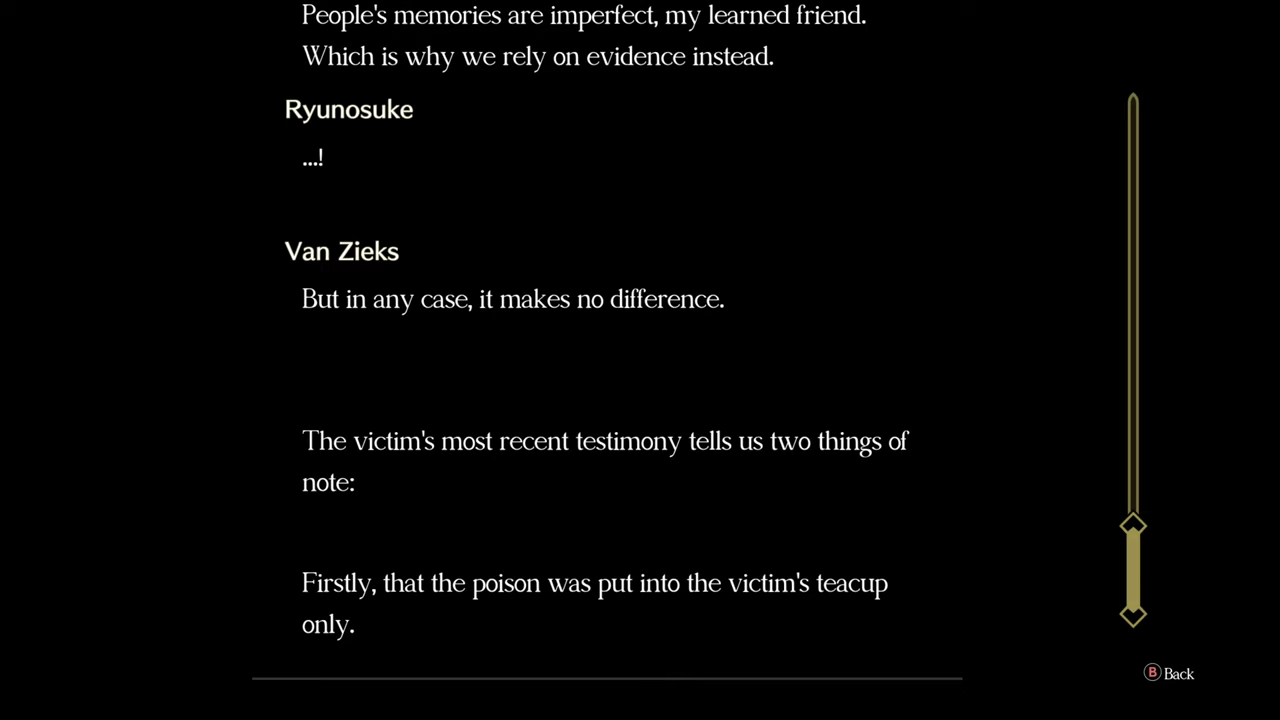 People's memories are imperfect, my learned friend.
Which is why we rely on evidence instead.
Ryunosuke
...!
Van Zieks
But in any case, it makes no difference.
The victim's most recent testimony tells us two things of
note:
Firstly, that the poison was put into the victim's teacup
only.
B Back